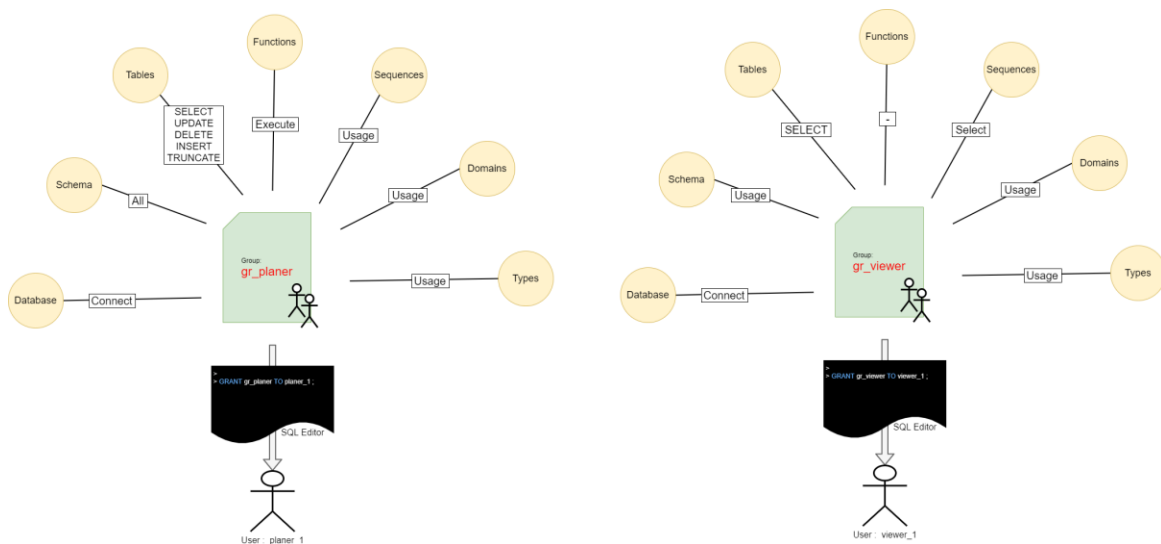 Functions
Tables
Sequences
SELECT
UPDATE
DELETE
INSERT
TRUNCATE
Execute
Usage
Domains
Schema
All
Usage
Group:
gr_planer
Database
Connect
Usage
Types
>
> GRANT gr_planer TO planer_1 ;
SQL Editor
User : planer_1
Functions
Tables
Sequences
SELECT
-
Select
Domains
Schema
Usage
Usage
Group:
gr_viewer
Database
Connect
Usage
Types
>
> GRANT gr_viewer TO viewer_1 ;
SQL Editor
User : viewer_1